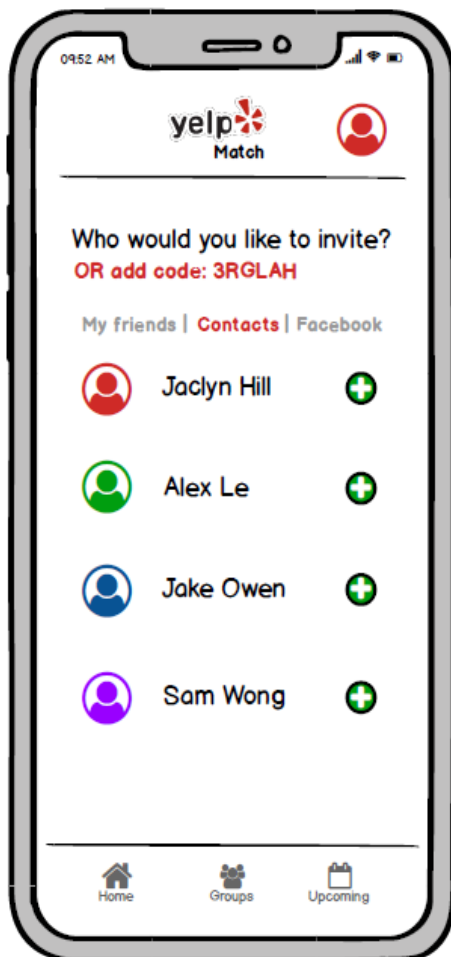 09:52 AM
yelp
Match
Who would you like to invite?
OR add code: 3RGLAH
My friends | Contacts | Facebook
Jaclyn Hill
Alex Le
Jake Owen
Sam Wong
Home Groups Upcoming